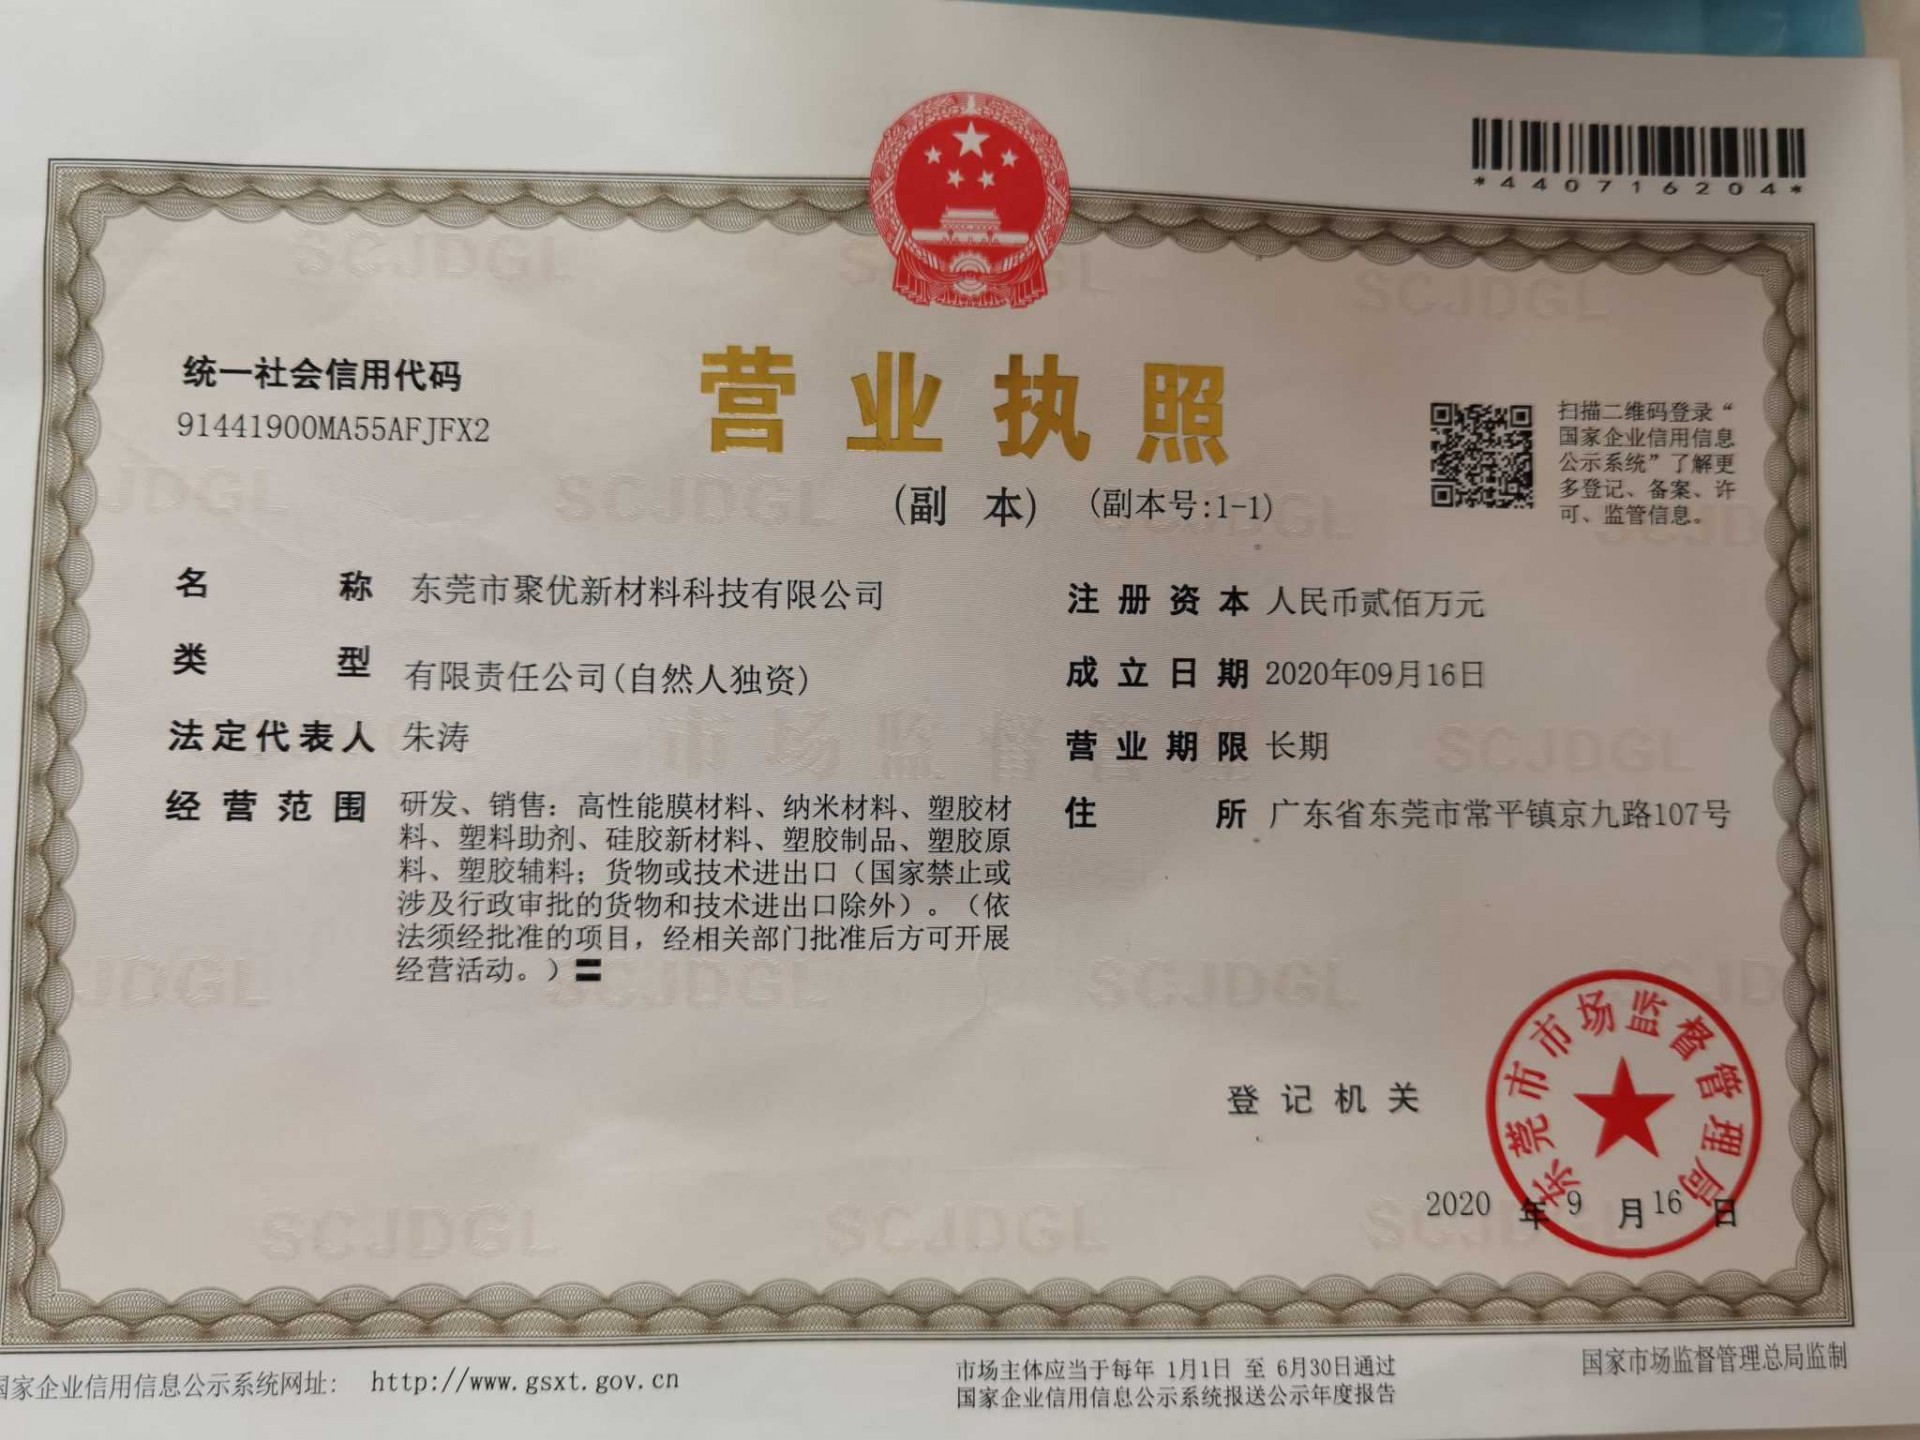 *440716204*
统一社会信用代码
91441900MA55AFJFX2
营业执照
(副 本) (副本号:1-1)
扫描二维码登录“
国家企业信用信息
公示系统”了解更
多登记、备案、许
可、监管信息。
名 称 东莞市聚优新材料科技有限公司
类 型 有限责任公司(自然人独资)
法定代表人 朱涛
经营范围 研发、销售：高性能膜材料、纳米材料、塑胶材
料、塑料助剂、硅胶新材料、塑胶制品、塑胶原
料、塑胶辅料；货物或技术进出口（国家禁止或
涉及行政审批的货物和技术进出口除外）。（依
法须经批准的项目，经相关部门批准后方可开展
经营活动。）
注册资本 人民币贰佰万元
成立日期 2020年09月16日
营业期限 长期
住 所 广东省东莞市常平镇京九路107号
登记机关
东莞市市场监督管理局
2020 年 9 月 16 日
国家企业信用信息公示系统网址： http://www.gsxt.gov.cn
市场主体应当于每年 1月1日 至 6月30日通过
国家企业信用信息公示系统报送公示年度报告
国家市场监督管理总局监制
SCJDGL
市场监督管理